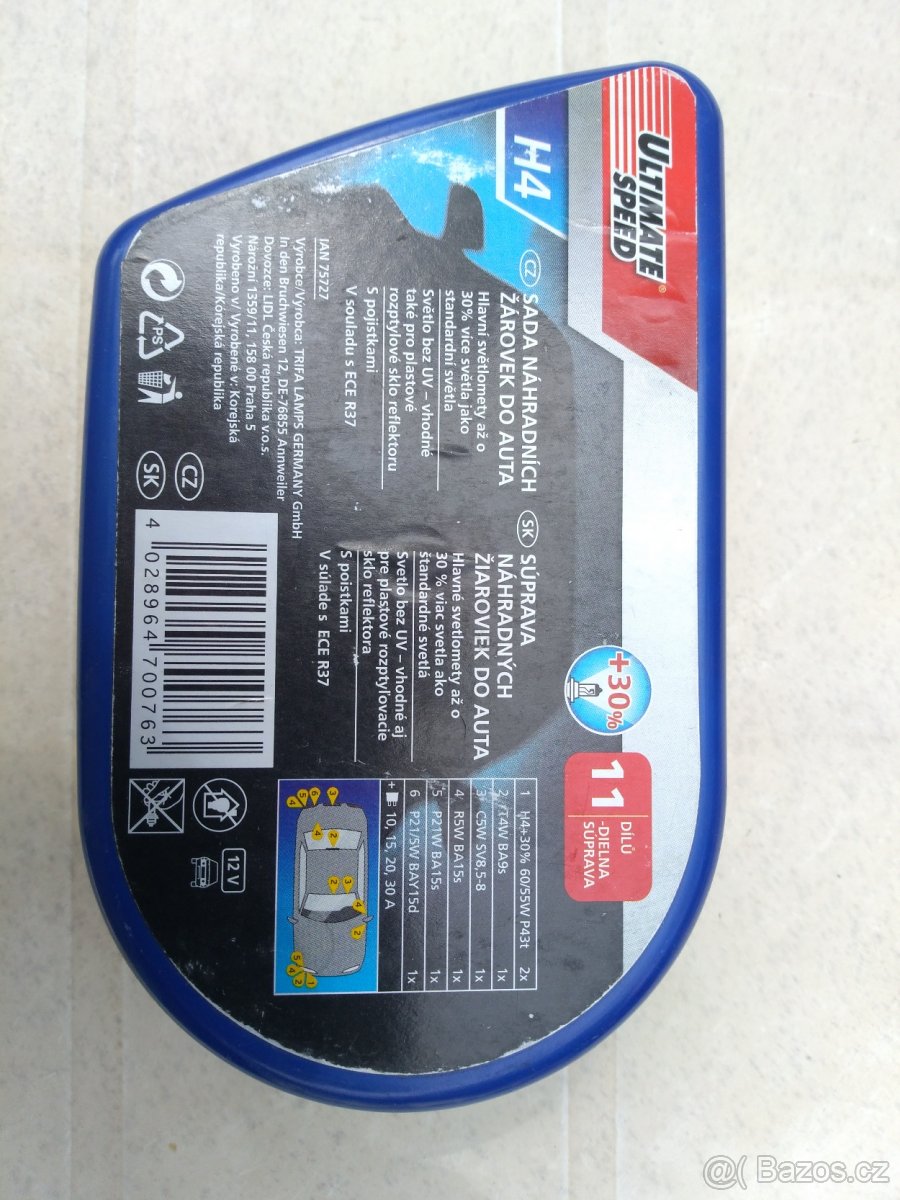 ULTIMATE
SPEED®
H4
+30%
11
DÍLŮ
-DIELNA
SÚPRAVA
CZ
SADA NÁHRADNÍCH
ŽÁROVEK DO AUTA
Hlavní světlomety až o
30% více světla jako
standardní světla
Světlo bez UV – vhodné
také pro plastové
rozptylové sklo reflektoru
S pojistkami
V souladu s ECE R37
SK
SÚPRAVA
NÁHRADNÝCH
ŽIAROVIEK DO AUTA
Hlavné svetlomety až o
30 % viac svetla ako
štandardné svetlá
Svetlo bez UV – vhodné aj
pre plastové rozptylovacie
sklo reflektora
S poistkami
V súlade s ECE R37
1 H4+30% 60/55W P43t 2x
2 T4W BA9s 1x
3 C5W SV8,5-8 1x
4 R5W BA15s 1x
5 P21W BA15s 1x
6 P21/5W BAY15d 1x
+ 10, 15, 20, 30 A
IAN 75727
Výrobce/Výrobca: TRIFA LAMPS GERMANY GmbH
In den Bruchwiesen 12, DE-76855 Annweiler
Dovozce: LIDL Česká republika v.o.s.
Nárožní 1359/11, 158 00 Praha 5
Vyrobeno v/ Vyrobené v: Korejská
republika/Kórejská republika
PS
CZ
SK
4 028964 700763
12 V
@( Bazos.cz